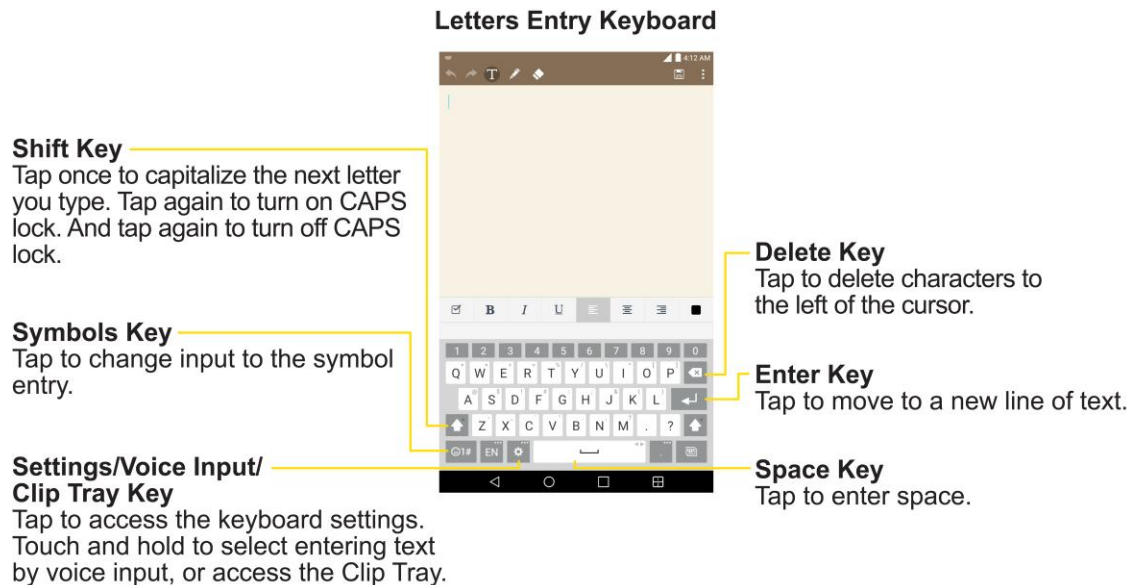 Letters Entry Keyboard
4:12 AM
T
Shift Key
Tap once to capitalize the next letter
you type. Tap again to turn on CAPS
lock. And tap again to turn off CAPS
lock.
Delete Key
Tap to delete characters to
the left of the cursor.
B I U
Symbols Key
Tap to change input to the symbol
entry.
1 2 3 4 5 6 7 8 9 0
Q W E R T Y U I O P
Enter Key
Tap to move to a new line of text.
A S D F G H J K L
Z X C V B N M . ?
1# EN .
Settings/Voice Input/
Clip Tray Key
Tap to access the keyboard settings.
Touch and hold to select entering text
by voice input, or access the Clip Tray.
Space Key
Tap to enter space.